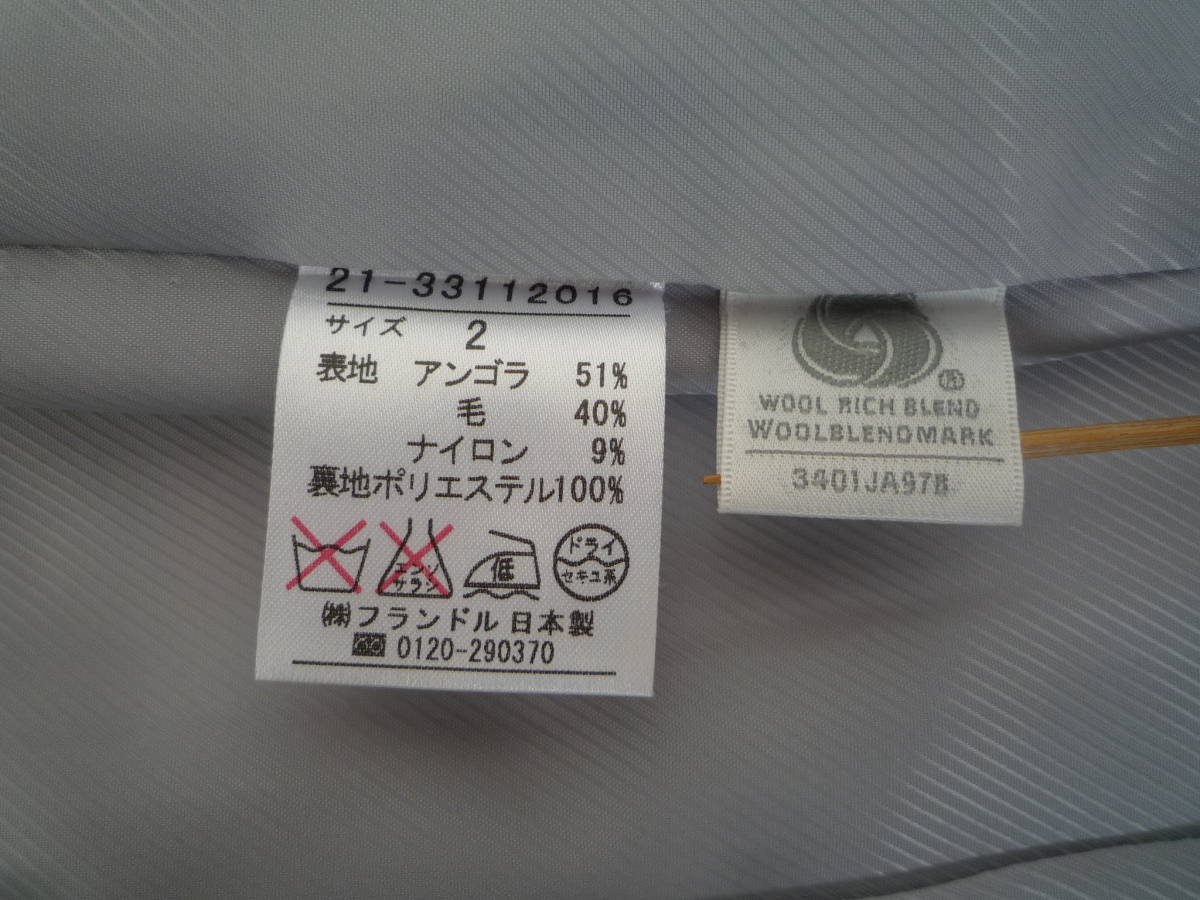 21-33112016
サイズ 2
表地 アンゴラ 51%
毛 40%
ナイロン 9%
裏地ポリエステル100%
エンソ
サラシ
低
ドライ
セキユ系
㈱フランドル 日本製
0120-290370
WOOL RICH BLEND
WOOLBLENDMARK
3401JA97B